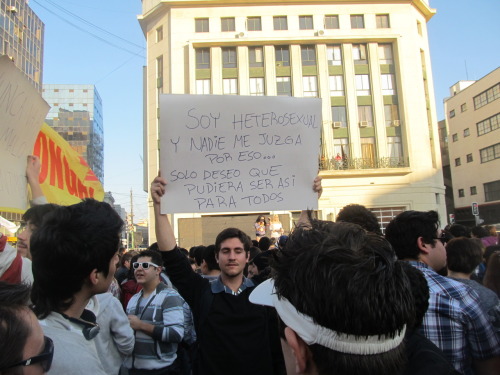 SOY HETEROSEXUAL
Y NADIE ME JUZGA
POR ESO...
SOLO DESEO QUE
PUDIERA SER ASÍ
PARA TODOS